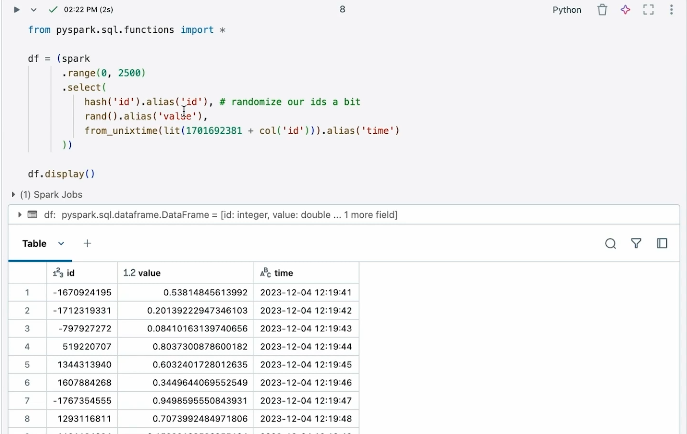 02:22 PM (2s)
8
Python
from pyspark.sql.functions import *
df = (spark
.range(0, 2500)
.select(
hash('id').alias('id'), # randomize our ids a bit
rand().alias('value'),
from_unixtime(lit(1701692381 + col('id'))).alias('time')
))
df.display()
(1) Spark Jobs
df: pyspark.sql.dataframe.DataFrame = [id: integer, value: double ... 1 more field]
Table
+
123 id 1.2 value ABC time
1 -1670924195 0.53814845613992 2023-12-04 12:19:41
2 -1712319331 0.20139222947346103 2023-12-04 12:19:42
3 -797927272 0.08410163139740656 2023-12-04 12:19:43
4 519220707 0.8037300878600182 2023-12-04 12:19:44
5 1344313940 0.6032401728012635 2023-12-04 12:19:45
6 1607884268 0.3449644069552549 2023-12-04 12:19:46
7 -1767354555 0.9498595550843931 2023-12-04 12:19:47
8 1293116811 0.7073992484971806 2023-12-04 12:19:48